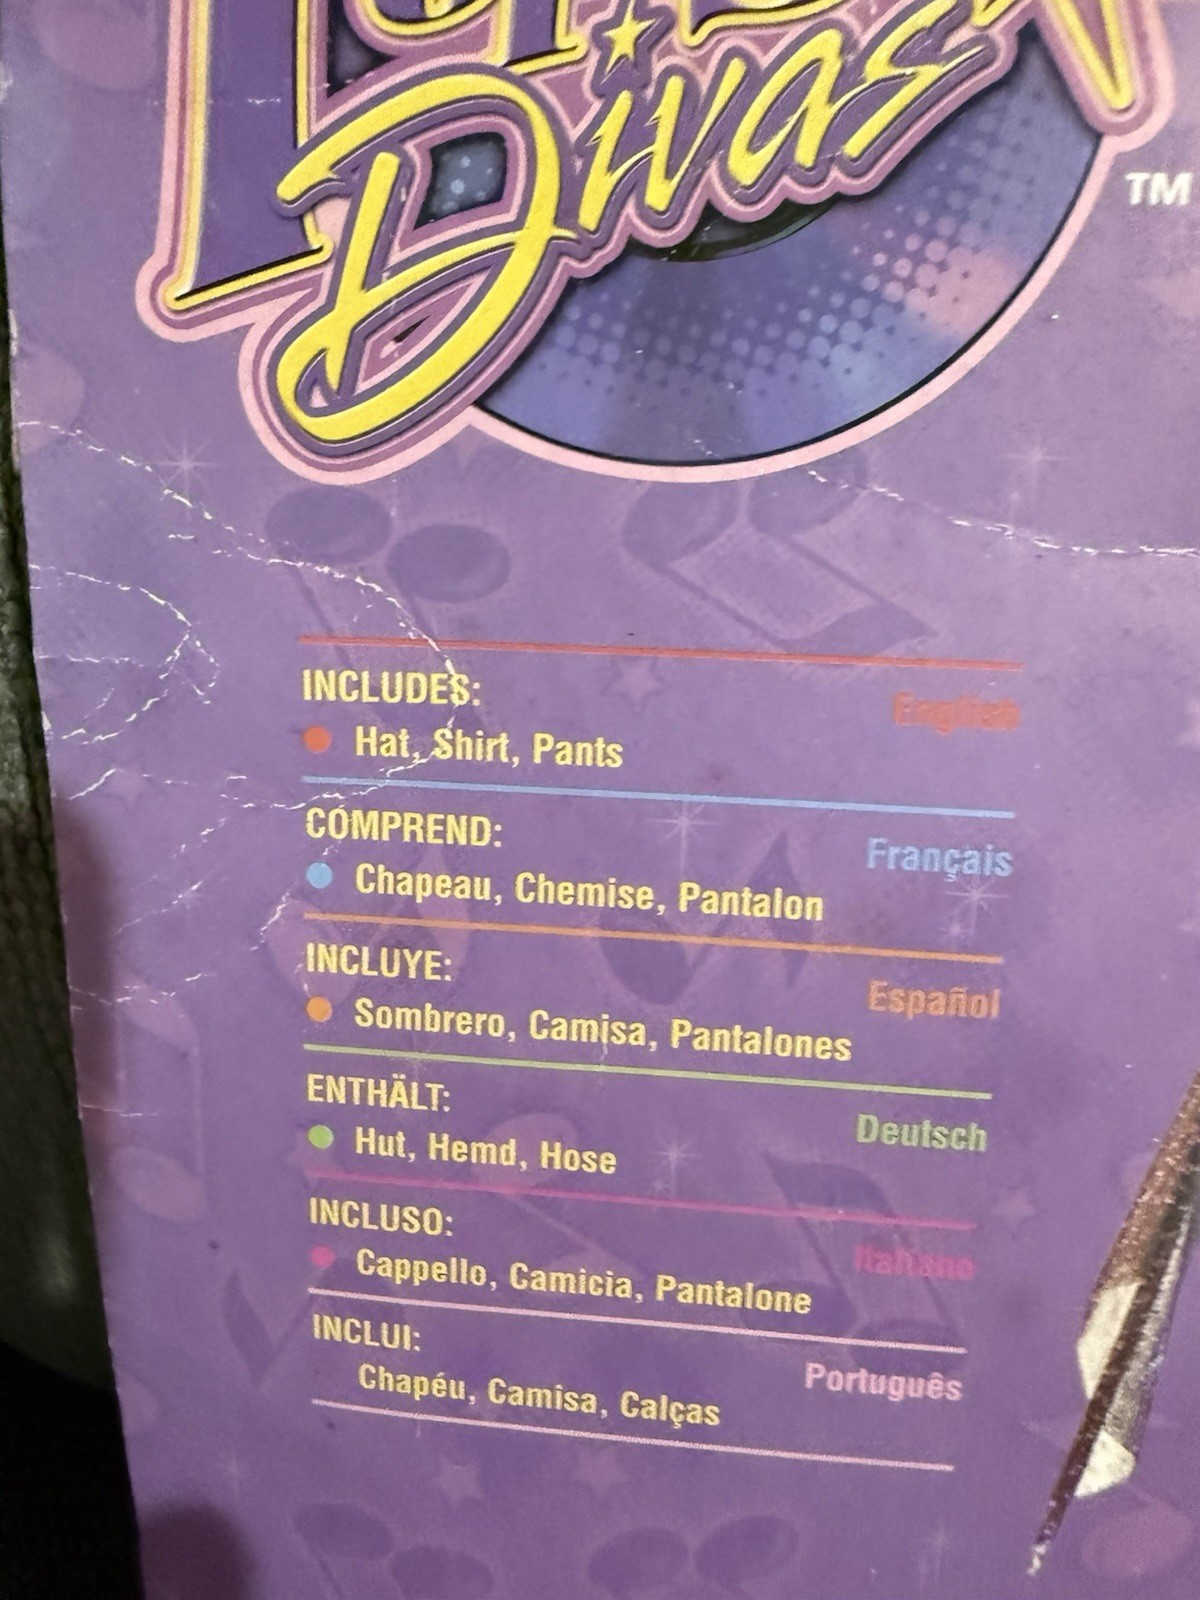 Divas
TM
INCLUDES:
English
● Hat, Shirt, Pants
COMPREND:
Français
● Chapeau, Chemise, Pantalon
INCLUYE:
Español
● Sombrero, Camisa, Pantalones
ENTHÄLT:
Deutsch
● Hut, Hemd, Hose
INCLUSO:
Italiano
● Cappello, Camicia, Pantalone
INCLUI:
Português
Chapéu, Camisa, Calças